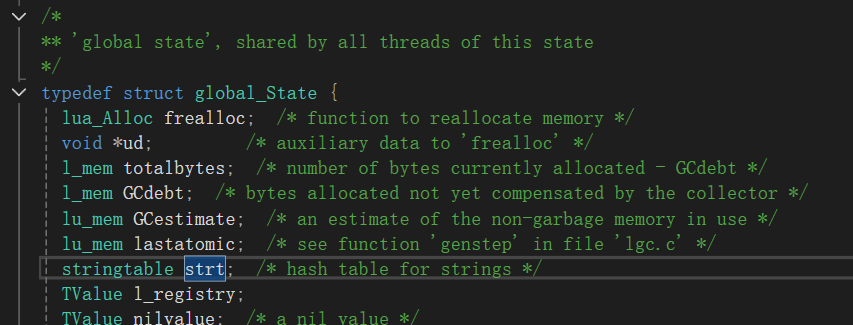 /*
** 'global state', shared by all threads of this state
*/
typedef struct global_State {
lua_Alloc frealloc;  /* function to reallocate memory */
void *ud;         /* auxiliary data to 'frealloc' */
l_mem totalbytes;  /* number of bytes currently allocated - GCdebt */
l_mem GCdebt;  /* bytes allocated not yet compensated by the collector */
lu_mem GCestimate;  /* an estimate of the non-garbage memory in use */
lu_mem lastatomic;  /* see function 'genstep' in file 'lgc.c' */
stringtable strt;  /* hash table for strings */
TValue l_registry;
TValue nilvalue;  /* a nil value */